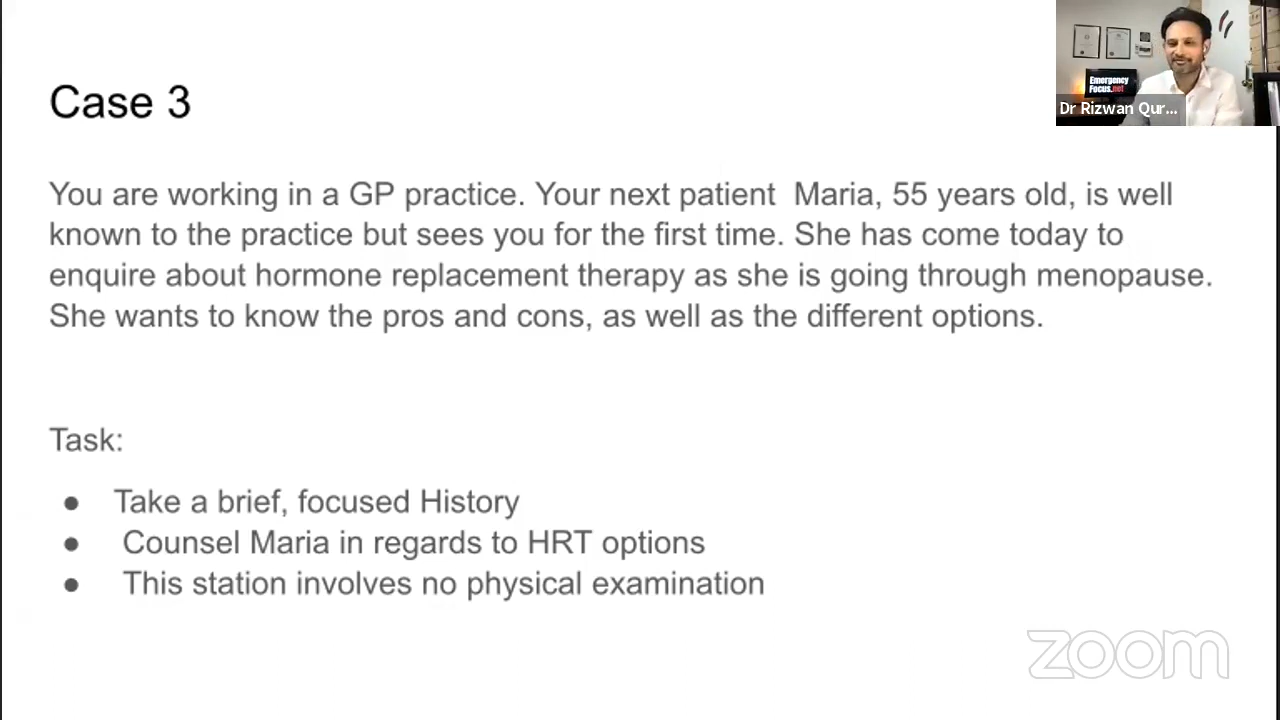 Case 3
Emergency
Focus.net
Dr Rizwan Qur...
You are working in a GP practice. Your next patient Maria, 55 years old, is well
known to the practice but sees you for the first time. She has come today to
enquire about hormone replacement therapy as she is going through menopause.
She wants to know the pros and cons, as well as the different options.
Task:
● Take a brief, focused History
● Counsel Maria in regards to HRT options
● This station involves no physical examination
zoom